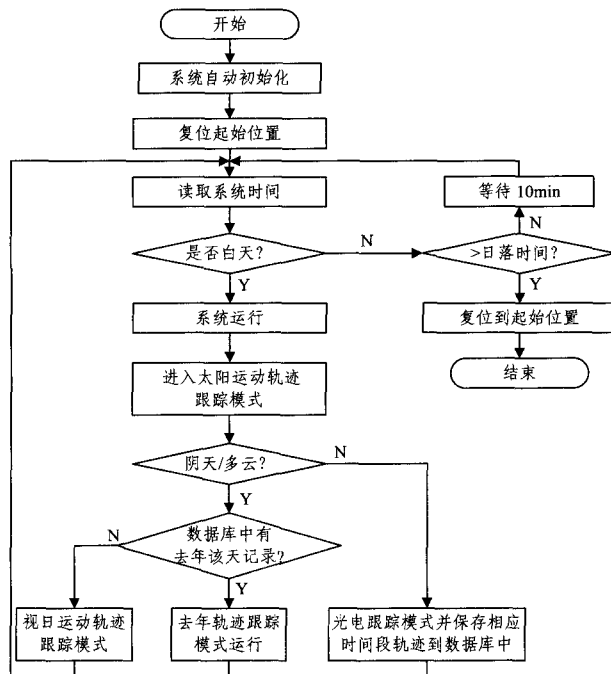 开始
系统自动初始化
复位起始位置
读取系统时间
等待 10min
N
是否白天?
N
>日落时间?
Y
Y
系统运行
复位到起始位置
进入太阳运动轨迹
跟踪模式
结束
阴天/多云?
N
Y
N
数据库中有
去年该天记录?
Y
视日运动轨迹
跟踪模式
去年轨迹跟踪
模式运行
光电跟踪模式并保存相应
时间段轨迹到数据库中